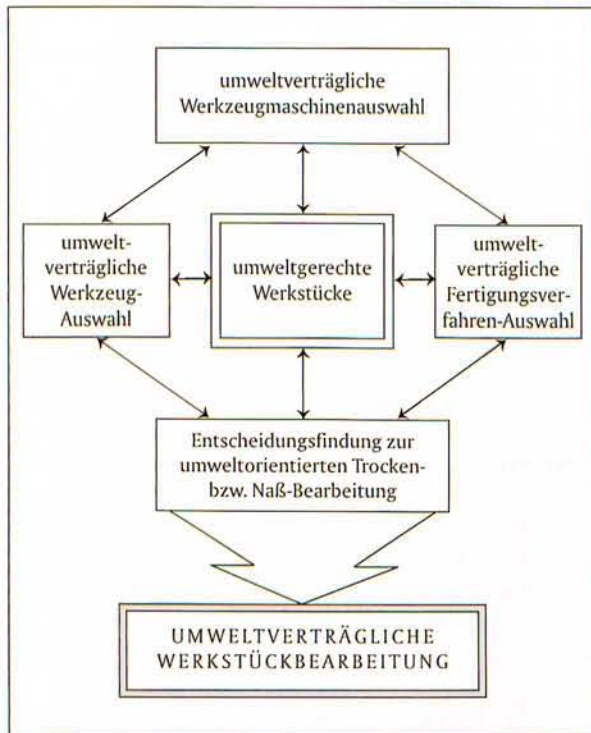 umweltverträgliche
Werkzeugmaschinenauswahl
umwelt-
verträgliche
Werkzeug-
Auswahl
umweltgerechte
Werkstücke
umwelt-
verträgliche
Fertigungsver-
fahren-Auswahl
Entscheidungsfindung zur
umweltorientierten Trocken-
bzw. Naß-Bearbeitung
UMWELTVERTRÄGLICHE
WERKSTÜCKBEARBEITUNG